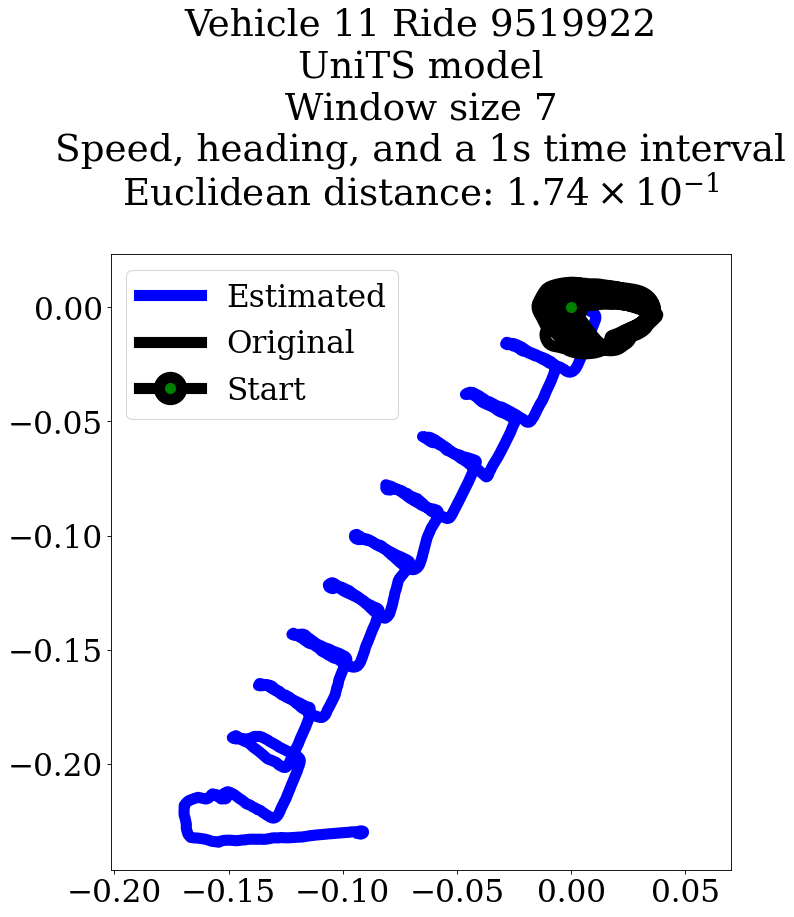 Vehicle 11 Ride 9519922
UniTS model
Window size 7
Speed, heading, and a 1s time interval
Euclidean distance: 1.74 × 10⁻¹
Estimated
Original
Start
0.00
−0.05
−0.10
−0.15
−0.20
−0.20 −0.15 −0.10 −0.05 0.00 0.05